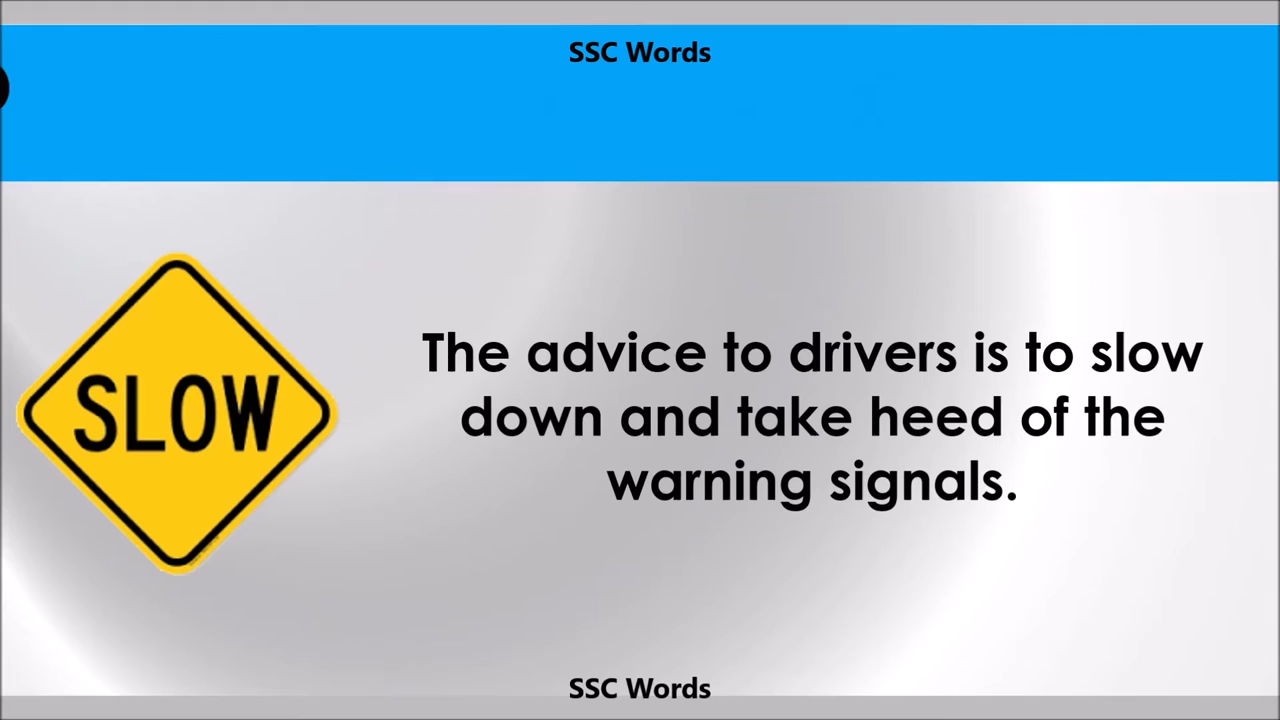 SSC Words
SLOW
The advice to drivers is to slow
down and take heed of the
warning signals.
SSC Words